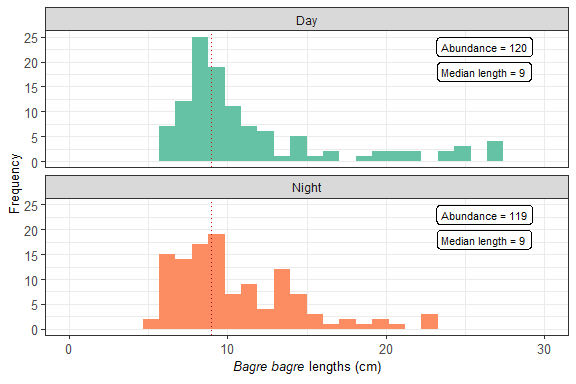 Day
25
20
15
10
5
0
Abundance = 120
Median length = 9
Frequency
Night
25
20
15
10
5
0
Abundance = 119
Median length = 9
0 10 20 30
Bagre bagre lengths (cm)